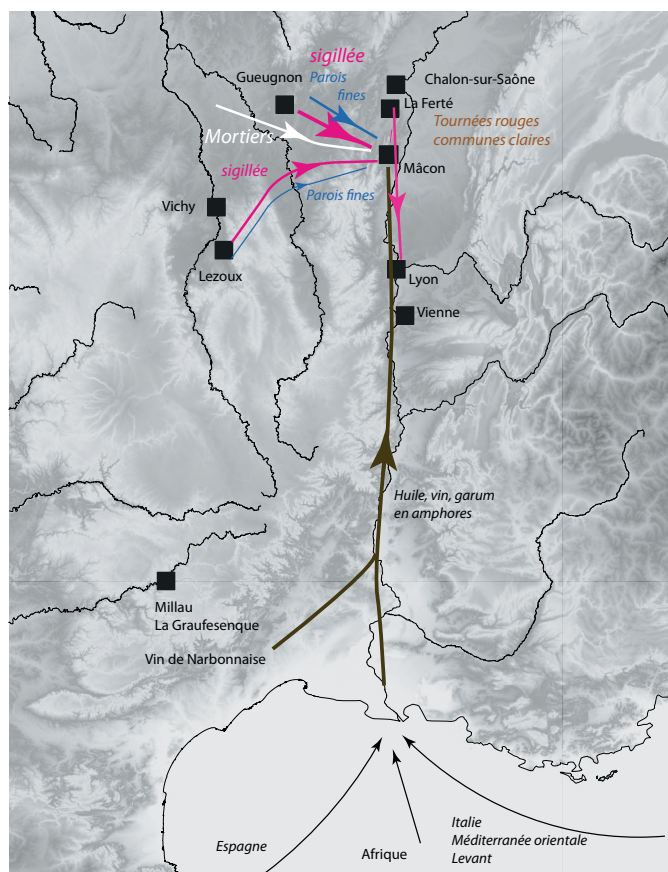 sigillée
Gueugnon
Parois
fines
Chalon-sur-Saône
La Ferté
Tournées rouges
communes claires
Mortiers
Mâcon
sigillée
Parois fines
Vichy
Lezoux
Lyon
Vienne
Huile, vin, garum
en amphores
Millau
La Graufesenque
Vin de Narbonnaise
Espagne
Afrique
Italie
Méditerranée orientale
Levant